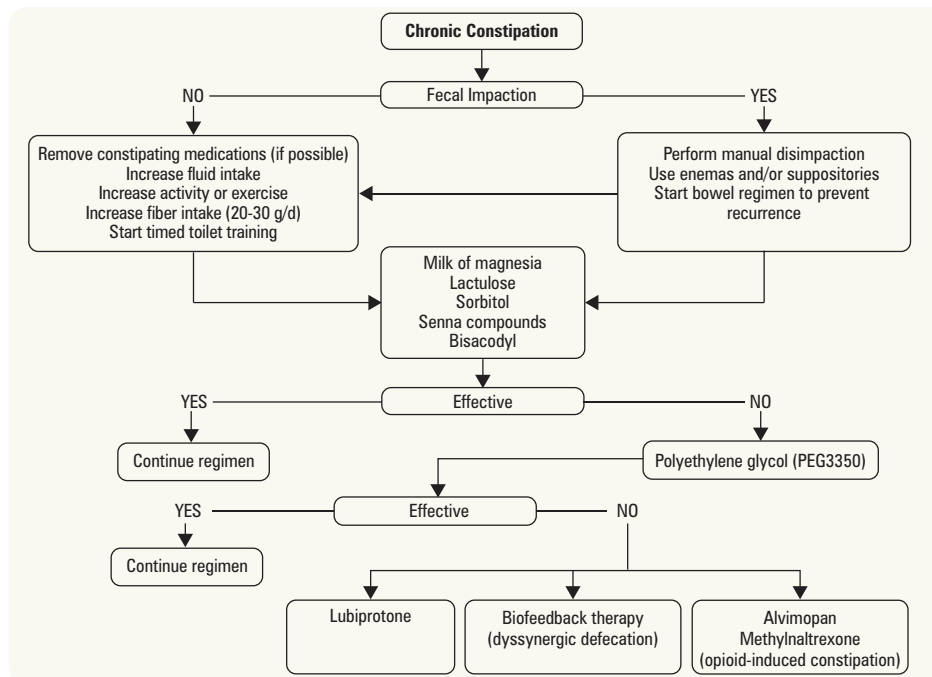 Chronic Constipation
Fecal Impaction
NO
YES
Remove constipating medications (if possible)
Increase fluid intake
Increase activity or exercise
Increase fiber intake (20-30 g/d)
Start timed toilet training
Perform manual disimpaction
Use enemas and/or suppositories
Start bowel regimen to prevent
recurrence
Milk of magnesia
Lactulose
Sorbitol
Senna compounds
Bisacodyl
YES
Effective
NO
Continue regimen
Polyethylene glycol (PEG3350)
YES
Effective
NO
Continue regimen
Lubiprotone
Biofeedback therapy
(dyssynergic defecation)
Alvimopan
Methylnaltrexone
(opioid-induced constipation)